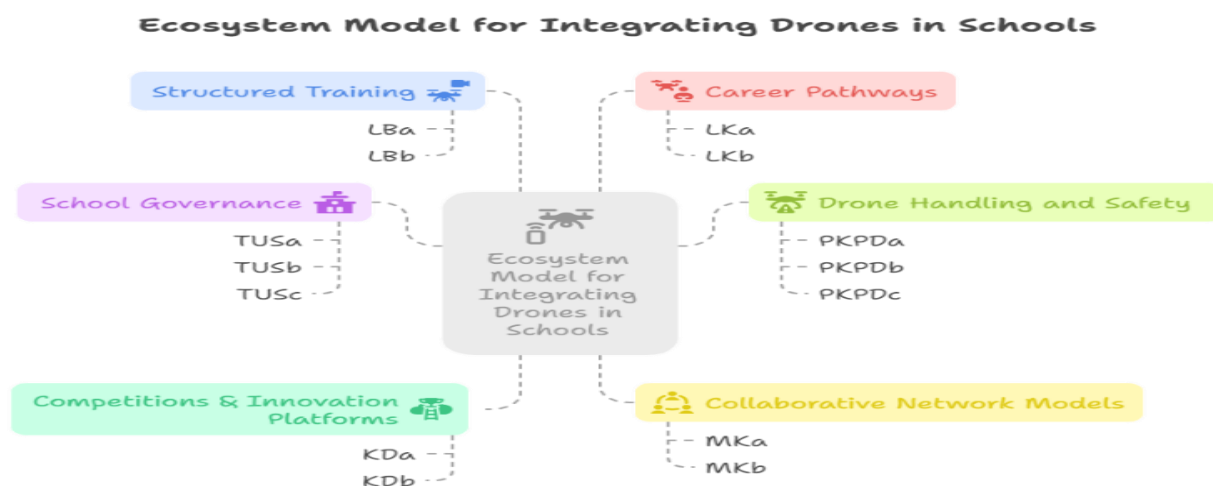 Ecosystem Model for Integrating Drones in Schools
Structured Training
LBa
LBb
School Governance
TUSa
TUSb
TUSc
Competitions & Innovation
Platforms
KDa
KDb
Ecosystem
Model for
Integrating
Drones in
Schools
Career Pathways
LKa
LKb
Drone Handling and Safety
PKPDa
PKPDb
PKPDc
Collaborative Network Models
MKa
MKb